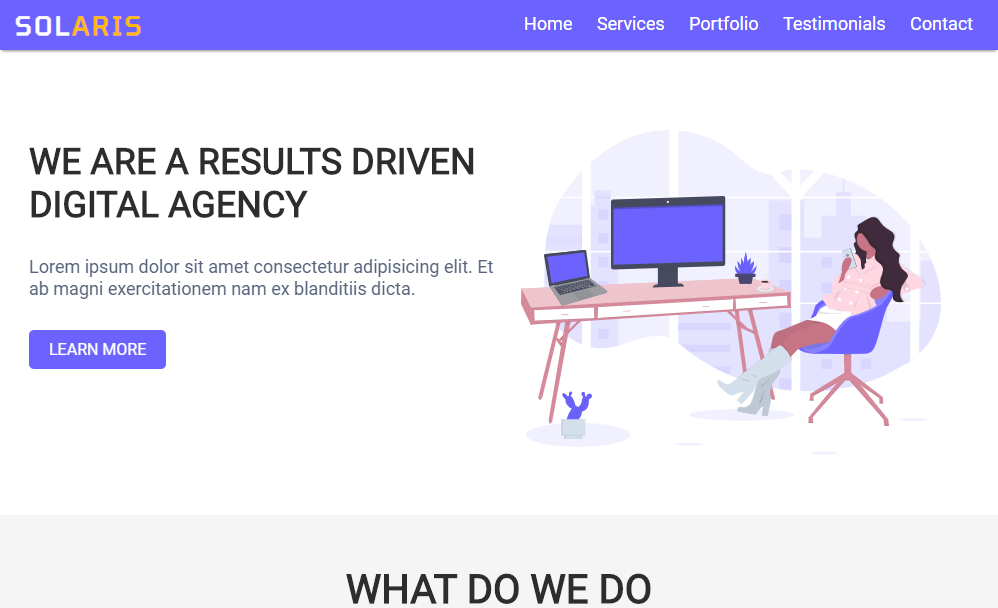 SOLARIS
Home Services Portfolio Testimonials Contact
WE ARE A RESULTS DRIVEN
DIGITAL AGENCY
Lorem ipsum dolor sit amet consectetur adipisicing elit. Et
ab magni exercitationem nam ex blanditiis dicta.
LEARN MORE
WHAT DO WE DO